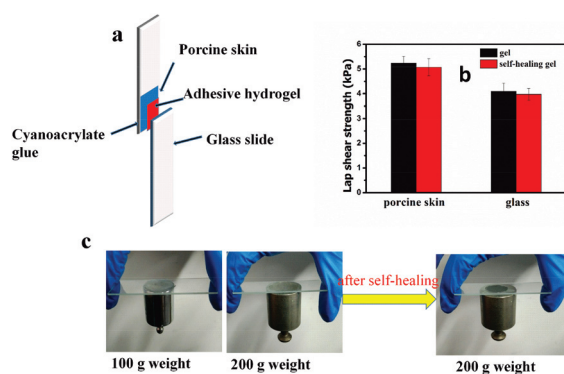 a
Porcine skin
Adhesive hydrogel
Cyanoacrylate
glue
Glass slide
Lap shear strength (kPa)
6
5
4
3
2
1
0
gel
self-healing gel
b
porcine skin
glass
c
after self-healing
100 g weight
200 g weight
200 g weight